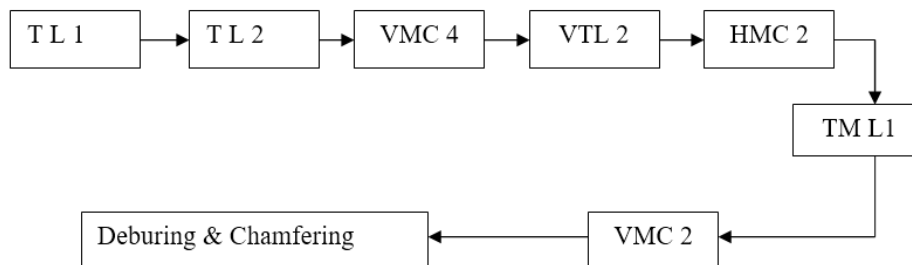 T L 1
T L 2
VMC 4
VTL 2
HMC 2
TM L1
VMC 2
Deburing & Chamfering